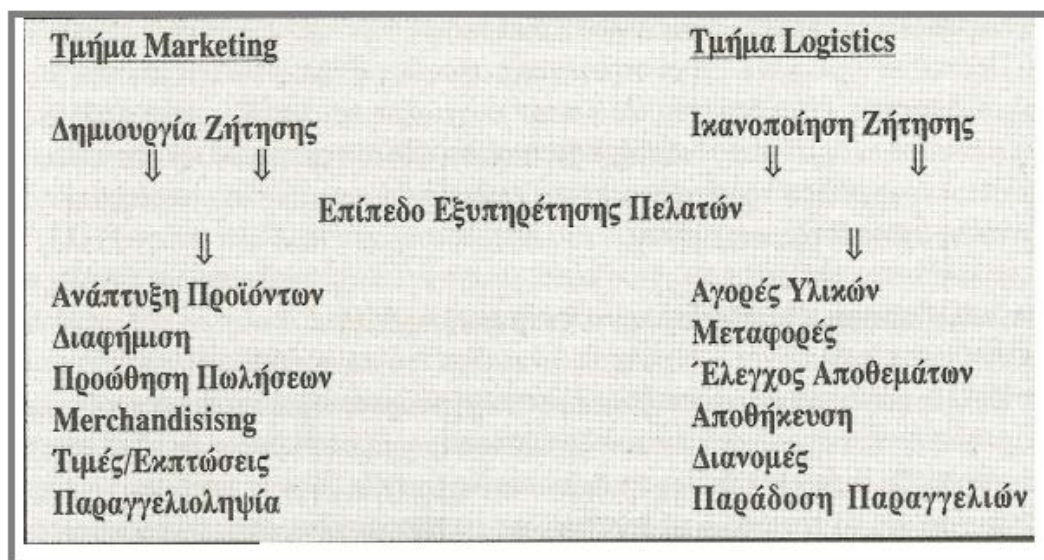 Τμήμα Marketing
Τμήμα Logistics
Δημιουργία Ζήτησης
Ικανοποίηση Ζήτησης
⇓ ⇓ ⇓ ⇓
Επίπεδο Εξυπηρέτησης Πελατών
⇓ ⇓
Ανάπτυξη Προϊόντων
Διαφήμιση
Προώθηση Πωλήσεων
Merchandisisng
Τιμές/Εκπτώσεις
Παραγγελιοληψία
Αγορές Υλικών
Μεταφορές
Έλεγχος Αποθεμάτων
Αποθήκευση
Διανομές
Παράδοση Παραγγελιών